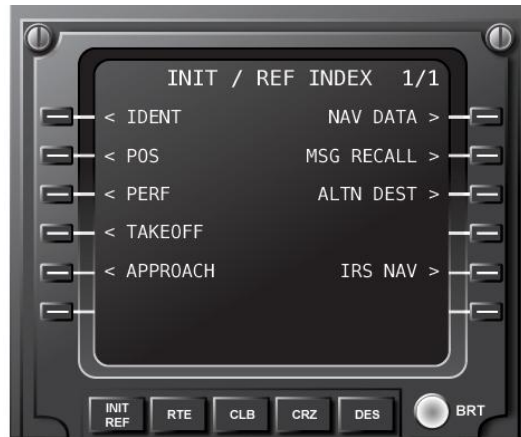 INIT / REF INDEX 1/1
< IDENT NAV DATA >
< POS MSG RECALL >
< PERF ALTN DEST >
< TAKEOFF
< APPROACH IRS NAV >
INIT REF RTE CLB CRZ DES BRT